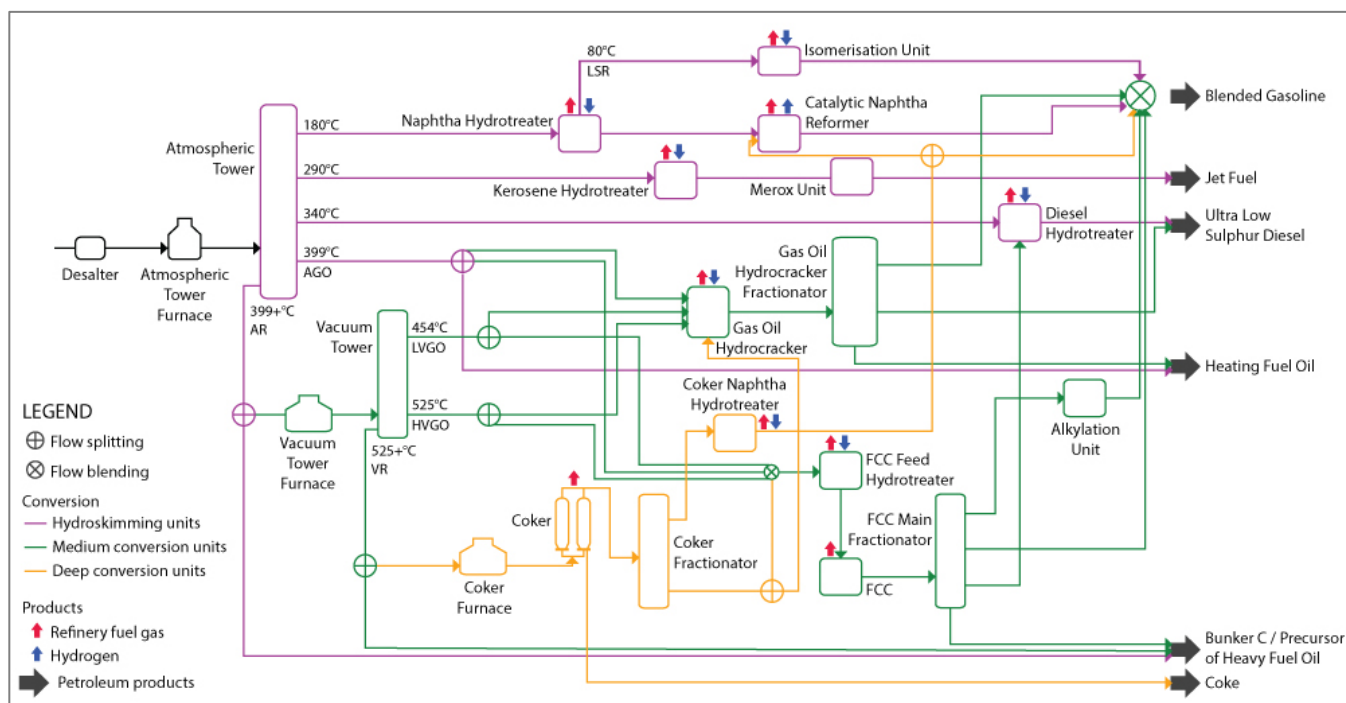 80°C
LSR
Isomerisation Unit
Naphtha Hydrotreater
Catalytic Naphtha
Reformer
Blended Gasoline
Atmospheric
Tower
180°C
290°C
Kerosene Hydrotreater
Merox Unit
Jet Fuel
340°C
Diesel
Hydrotreater
Ultra Low
Sulphur Diesel
399°C
AGO
Desalter
Atmospheric
Tower
Furnace
Gas Oil
Hydrocracker
Fractionator
399+°C
AR
Vacuum
Tower
454°C
LVGO
Gas Oil
Hydrocracker
Heating Fuel Oil
Coker Naphtha
Hydrotreater
525°C
HVGO
Alkylation
Unit
Vacuum
Tower
Furnace
525+°C
VR
FCC Feed
Hydrotreater
Coker
Coker
Fractionator
FCC Main
Fractionator
FCC
Coker
Furnace
Bunker C / Precursor
of Heavy Fuel Oil
Coke
LEGEND
Flow splitting
Flow blending
Conversion
Hydroskimming units
Medium conversion units
Deep conversion units
Products
Refinery fuel gas
Hydrogen
Petroleum products